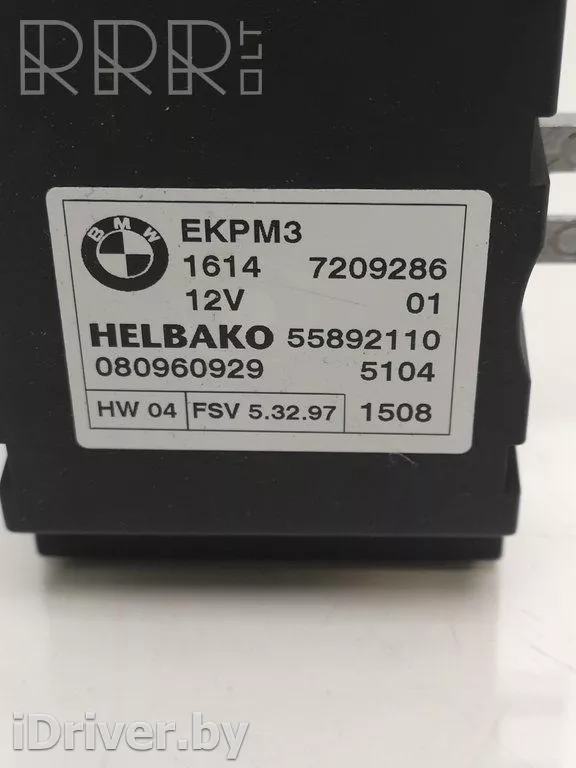 RRR.LT
BMW
EKPM3
1614 7209286
12V 01
HELBAKO 55892110
080960929 5104
HW 04 FSV 5.32.97 1508
iDriver.by